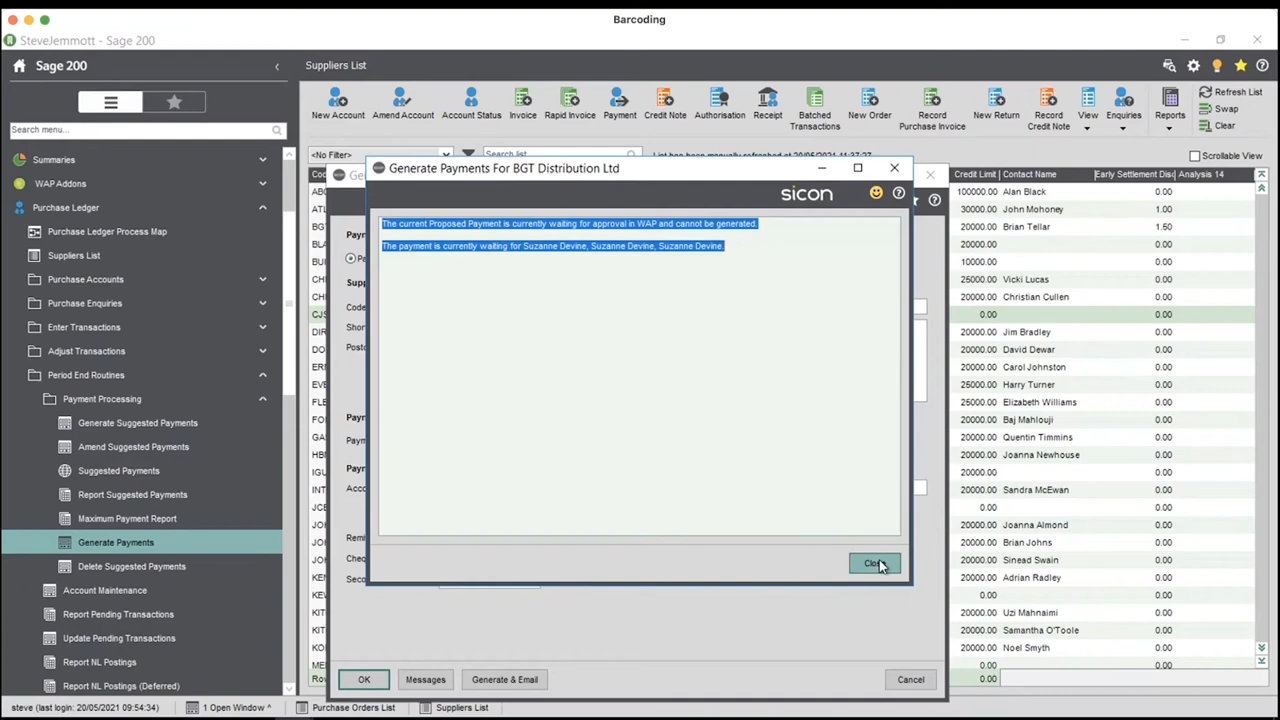 Barcoding
SteveJemmott - Sage 200
Sage 200
Suppliers List
Search menu...
Summaries
WAP Addons
Purchase Ledger
Purchase Ledger Process Map
Suppliers List
Purchase Accounts
Purchase Enquiries
Enter Transactions
Adjust Transactions
Period End Routines
Payment Processing
Generate Suggested Payments
Amend Suggested Payments
Suggested Payments
Report Suggested Payments
Maximum Payment Report
Generate Payments
Delete Suggested Payments
Account Maintenance
Report Pending Transactions
Update Pending Transactions
Report NL Postings
Report NL Postings (Deferred)
New Account
Amend Account
Account Status
Invoice
Rapid Invoice
Payment
Credit Note
Authorisation
Receipt
Batched Transactions
New Order
Record Purchase Invoice
New Return
Record Credit Note
View
Enquiries
Reports
Refresh List
Swap
Clear
<No Filter>
Search list
List has been manually refreshed at 20/05/2021 11:37:27
Scrollable View
Generate Payments For BGT Distribution Ltd
sicon
The current Proposed Payment is currently waiting for approval in WAP and cannot be generated.
The payment is currently waiting for Suzanne Devine, Suzanne Devine, Suzanne Devine.
OK
Messages
Generate & Email
Cancel
Credit Limit Contact Name Early Settlement Disc Analysis 14
100000.00 Alan Black 0.00
30000.00 John Mohoney 1.00
20000.00 Brian Tellar 1.50
20000.00 0.00
10000.00 0.00
25000.00 Vicki Lucas 0.00
20000.00 Christian Cullen 0.00
0.00 0.00
20000.00 Jim Bradley 0.00
20000.00 David Dewar 0.00
20000.00 Carol Johnston 0.00
25000.00 Harry Turner 0.00
25000.00 Elizabeth Williams 0.00
20000.00 Baj Mahlouji 0.00
20000.00 Quentin Timmins 0.00
20000.00 Joanna Newhouse 0.00
20000.00 0.00
20000.00 Sandra McEwan 0.00
0.00 0.00
20000.00 Joanna Almond 0.00
20000.00 Brian Johns 0.00
20000.00 Sinead Swain 0.00
20000.00 Adrian Radley 0.00
0.00 0.00
20000.00 Uzi Mahnaimi 0.00
20000.00 Samantha O'Toole 0.00
20000.00 Noel Smyth 0.00
0.00 0.00
0.00
steve (last login: 20/05/2021 09:54:34)
1 Open Window ^
Purchase Orders List
Suppliers List